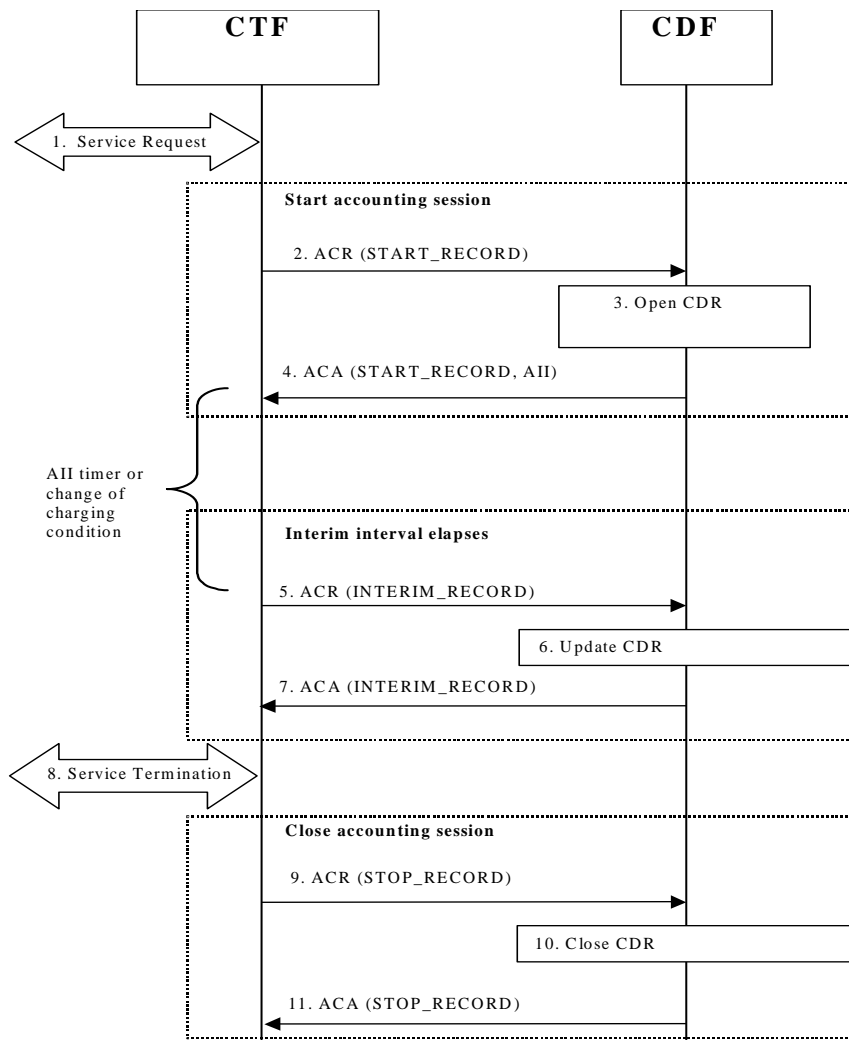 CTF
CDF
1. Service Request
Start accounting session
2. ACR (START_RECORD)
3. Open CDR
4. ACA (START_RECORD, AII)
AII timer or
change of
charging
condition
Interim interval elapses
5. ACR (INTERIM_RECORD)
6. Update CDR
7. ACA (INTERIM_RECORD)
8. Service Termination
Close accounting session
9. ACR (STOP_RECORD)
10. Close CDR
11. ACA (STOP_RECORD)